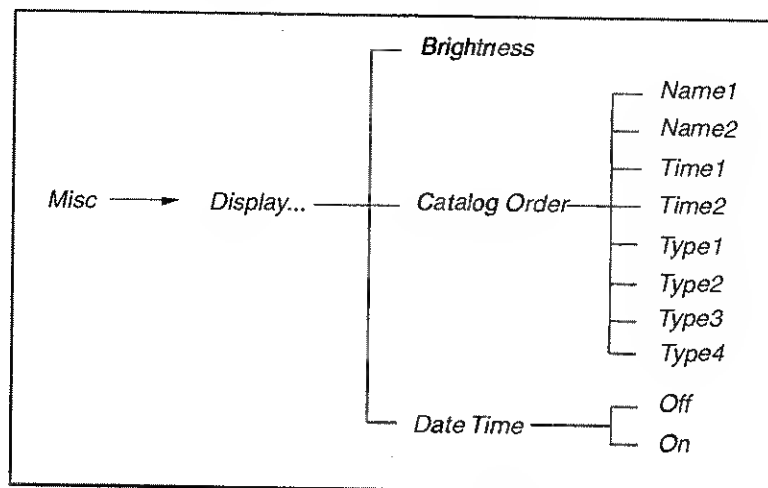 Brightness
Name1
Name2
Time1
Misc Display... Catalog Order Time2
Type1
Type2
Type3
Type4
Off
Date Time
On